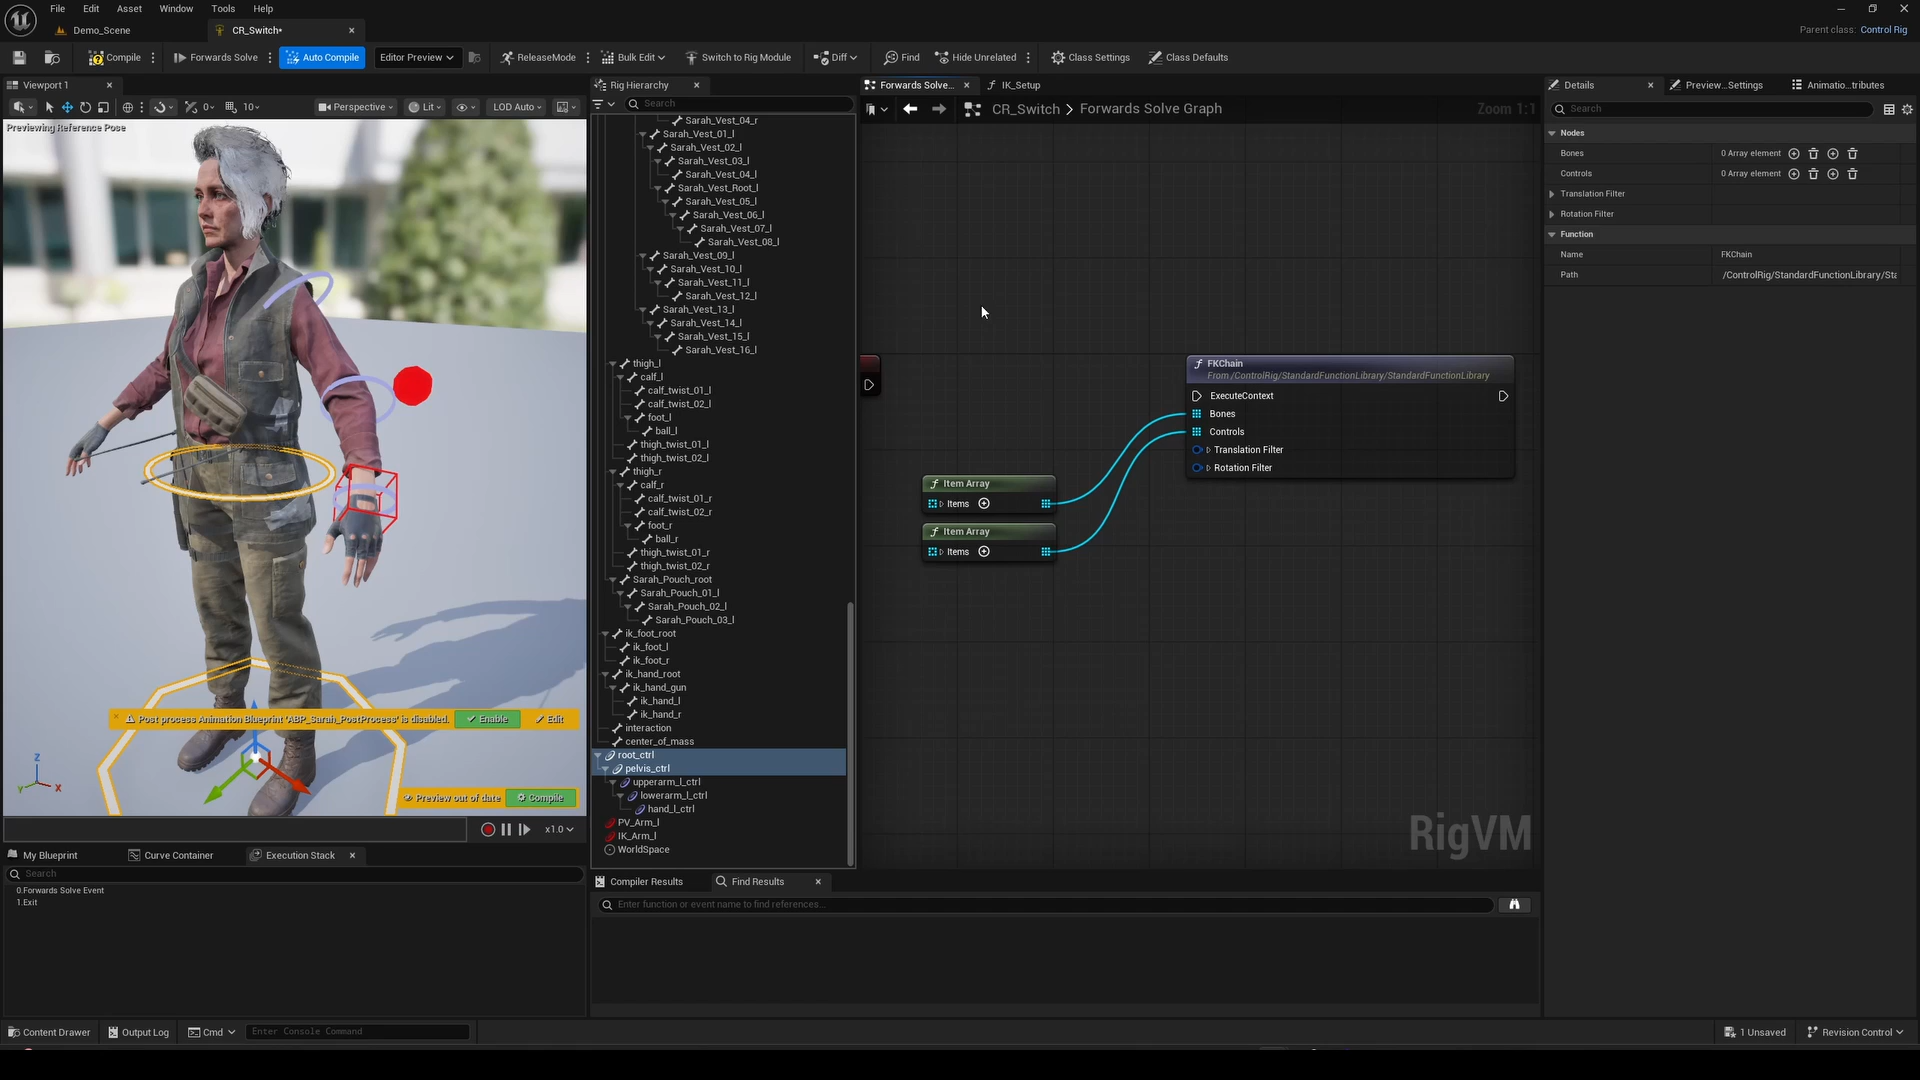 File Edit Asset Window Tools Help
Demo_Scene
CR_Switch•
Parent class: Control Rig
Compile
Forwards Solve
Auto Compile
Editor Preview
ReleaseMode
Bulk Edit
Switch to Rig Module
Diff
Find
Hide Unrelated
Class Settings
Class Defaults
Viewport 1
0
10
Perspective
Lit
LOD Auto
Previewing Reference Pose
Post process Animation Blueprint 'ABP_Sarah_PostProcess' is disabled.
Enable
Edit
Z
Y
X
Preview out of date
Compile
x1.0
My Blueprint
Curve Container
Execution Stack
Search
0.Forwards Solve Event
1.Exit
Rig Hierarchy
Search
Sarah_Vest_04_r
Sarah_Vest_01_l
Sarah_Vest_02_l
Sarah_Vest_03_l
Sarah_Vest_04_l
Sarah_Vest_Root_l
Sarah_Vest_05_l
Sarah_Vest_06_l
Sarah_Vest_07_l
Sarah_Vest_08_l
Sarah_Vest_09_l
Sarah_Vest_10_l
Sarah_Vest_11_l
Sarah_Vest_12_l
Sarah_Vest_13_l
Sarah_Vest_14_l
Sarah_Vest_15_l
Sarah_Vest_16_l
thigh_l
calf_l
calf_twist_01_l
calf_twist_02_l
foot_l
ball_l
thigh_twist_01_l
thigh_twist_02_l
thigh_r
calf_r
calf_twist_01_r
calf_twist_02_r
foot_r
ball_r
thigh_twist_01_r
thigh_twist_02_r
Sarah_Pouch_root
Sarah_Pouch_01_l
Sarah_Pouch_02_l
Sarah_Pouch_03_l
ik_foot_root
ik_foot_l
ik_foot_r
ik_hand_root
ik_hand_gun
ik_hand_l
ik_hand_r
interaction
center_of_mass
root_ctrl
pelvis_ctrl
upperarm_l_ctrl
lowerarm_l_ctrl
hand_l_ctrl
PV_Arm_l
IK_Arm_l
WorldSpace
Forwards Solve...
IK_Setup
CR_Switch > Forwards Solve Graph
Zoom 1:1
FKChain
From /ControlRig/StandardFunctionLibrary/StandardFunctionLibrary
ExecuteContext
Bones
Controls
Translation Filter
Rotation Filter
Item Array
Items
Item Array
Items
RigVM
Compiler Results
Find Results
Enter function or event name to find references...
Details
Preview...Settings
Animatio...tributes
Search
Nodes
Bones 0 Array element
Controls 0 Array element
Translation Filter
Rotation Filter
Function
Name FKChain
Path /ControlRig/StandardFunctionLibrary/Sta
Content Drawer
Output Log
Cmd
Enter Console Command
1 Unsaved
Revision Control